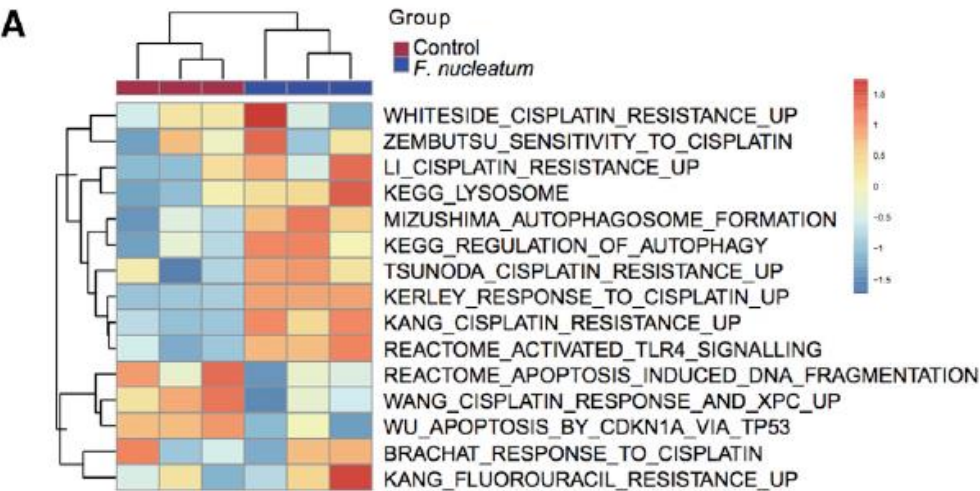 A
Group
Control
F. nucleatum
WHITESIDE_CISPLATIN_RESISTANCE_UP
ZEMBUTSU_SENSITIVITY_TO_CISPLATIN
LI_CISPLATIN_RESISTANCE_UP
KEGG_LYSOSOME
MIZUSHIMA_AUTOPHAGOSOME_FORMATION
KEGG_REGULATION_OF_AUTOPHAGY
TSUNODA_CISPLATIN_RESISTANCE_UP
KERLEY_RESPONSE_TO_CISPLATIN_UP
KANG_CISPLATIN_RESISTANCE_UP
REACTOME_ACTIVATED_TLR4_SIGNALLING
REACTOME_APOPTOSIS_INDUCED_DNA_FRAGMENTATION
WANG_CISPLATIN_RESPONSE_AND_XPC_UP
WU_APOPTOSIS_BY_CDKN1A_VIA_TP53
BRACHAT_RESPONSE_TO_CISPLATIN
KANG_FLUOROURACIL_RESISTANCE_UP
1.5
1
0.5
0
-0.5
-1
-1.5